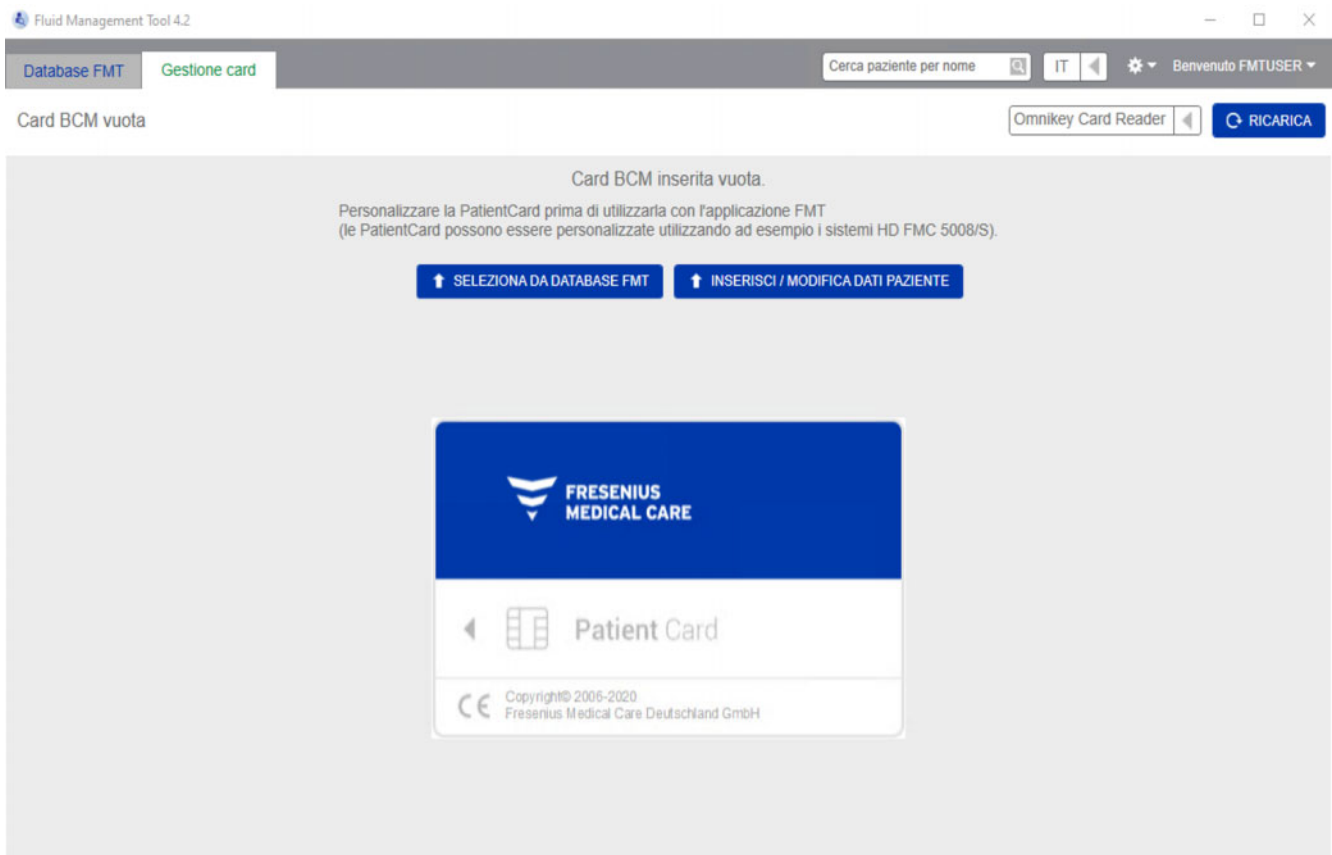 Fluid Management Tool 4.2
Database FMT
Gestione card
Cerca paziente per nome
IT
Benvenuto FMTUSER
Card BCM vuota
Omnikey Card Reader
RICARICA
Card BCM inserita vuota.
Personalizzare la PatientCard prima di utilizzarla con l'applicazione FMT
(le PatientCard possono essere personalizzate utilizzando ad esempio i sistemi HD FMC 5008/S).
SELEZIONA DA DATABASE FMT
INSERISCI / MODIFICA DATI PAZIENTE
FRESENIUS
MEDICAL CARE
Patient Card
CE
Copyright© 2006-2020
Fresenius Medical Care Deutschland GmbH